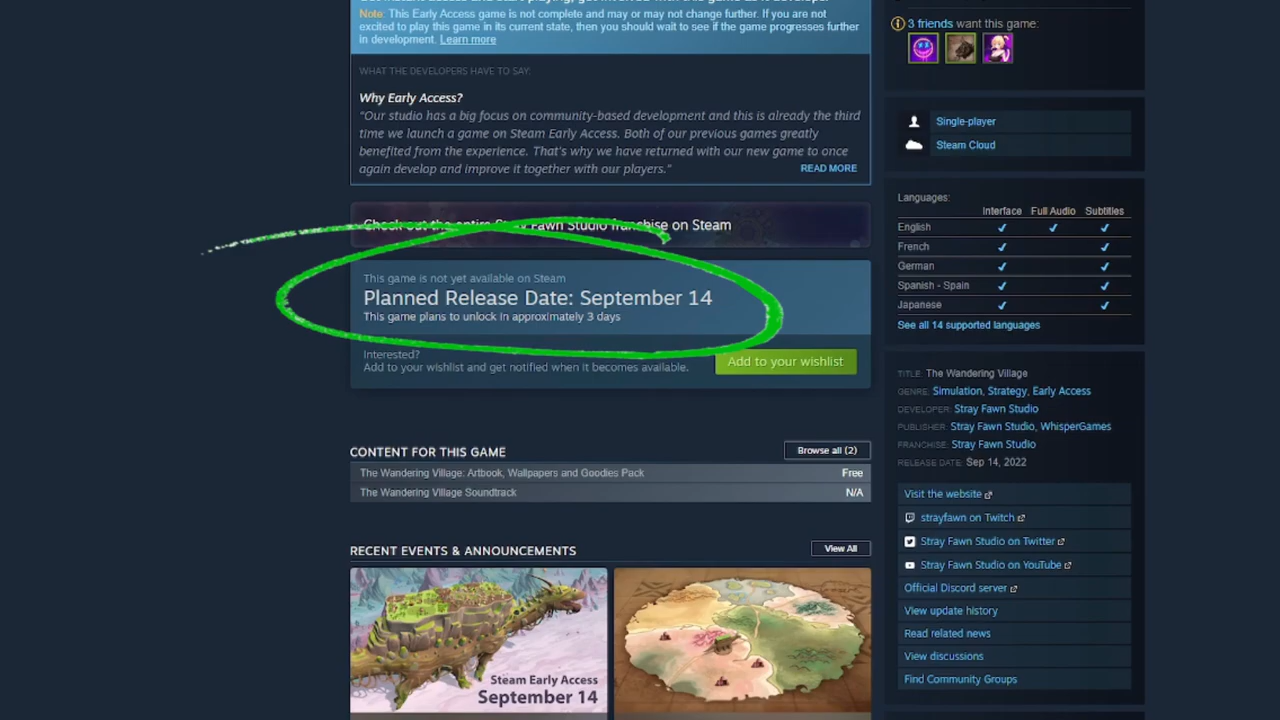 Note: This Early Access game is not complete and may or may not change further. If you are
not excited to play this game in its current state, then you should wait to see if the game progresses further
in development. Learn more
WHAT THE DEVELOPERS HAVE TO SAY:
Why Early Access?
“Our studio has a big focus on community-based development and this is already the third
time we launch a game on Steam Early Access. Both of our previous games greatly
benefited from the experience. That's why we have returned with our new game to once
again develop and improve it together with our players.”
READ MORE
Check out the entire Stray Fawn Studio franchise on Steam
This game is not yet available on Steam
Planned Release Date: September 14
This game plans to unlock in approximately 3 days
Interested?
Add to your wishlist and get notified when it becomes available.
Add to your wishlist
CONTENT FOR THIS GAME
Browse all (2)
The Wandering Village: Artbook, Wallpapers and Goodies Pack
Free
The Wandering Village Soundtrack
N/A
RECENT EVENTS & ANNOUNCEMENTS
View All
Steam Early Access
September 14
3 friends want this game:
Single-player
Steam Cloud
Languages:
Interface Full Audio Subtitles
English
French
German
Spanish - Spain
Japanese
See all 14 supported languages
TITLE: The Wandering Village
GENRE: Simulation, Strategy, Early Access
DEVELOPER: Stray Fawn Studio
PUBLISHER: Stray Fawn Studio, WhisperGames
FRANCHISE: Stray Fawn Studio
RELEASE DATE: Sep 14, 2022
Visit the website
strayfawn on Twitch
Stray Fawn Studio on Twitter
Stray Fawn Studio on YouTube
Official Discord server
View update history
Read related news
View discussions
Find Community Groups